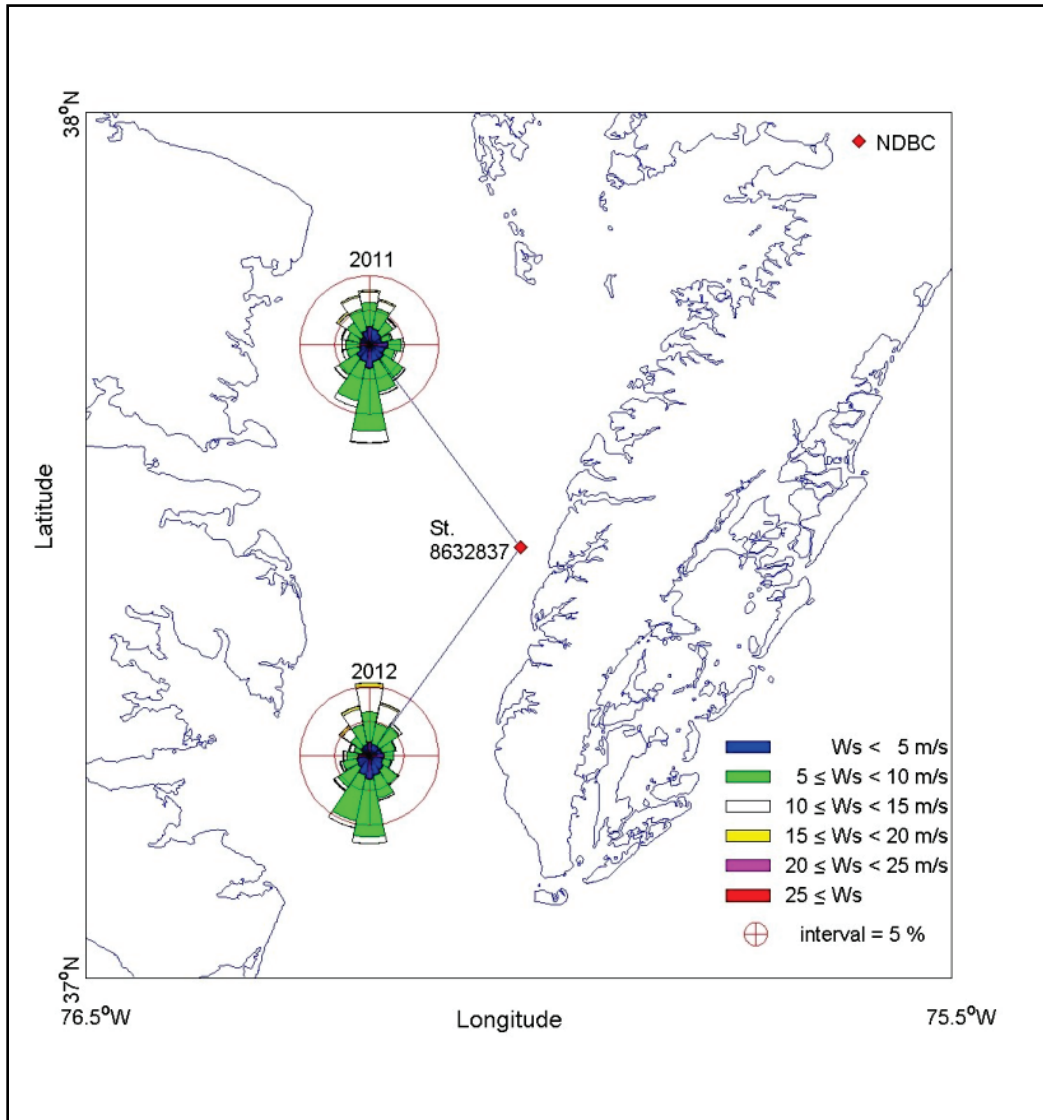 38°N
NDBC
2011
Latitude
St.
8632837
2012
Ws < 5 m/s
5 ≤ Ws < 10 m/s
10 ≤ Ws < 15 m/s
15 ≤ Ws < 20 m/s
20 ≤ Ws < 25 m/s
25 ≤ Ws
interval = 5 %
37°N
76.5°W
Longitude
75.5°W